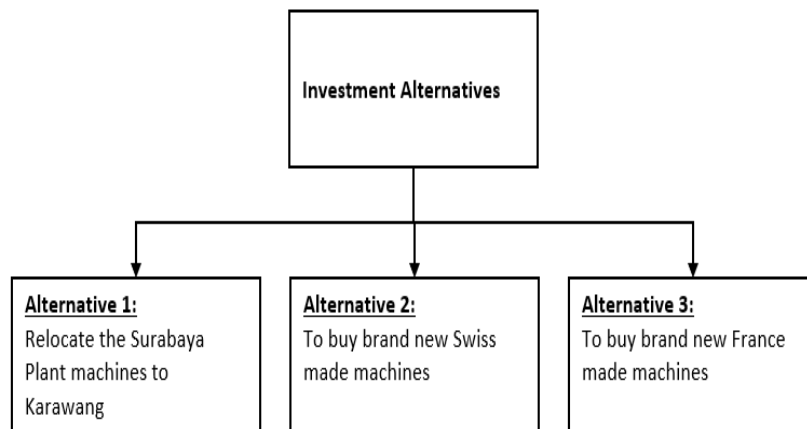 Investment Alternatives
Alternative 1:
Relocate the Surabaya
Plant machines to
Karawang
Alternative 2:
To buy brand new Swiss
made machines
Alternative 3:
To buy brand new France
made machines